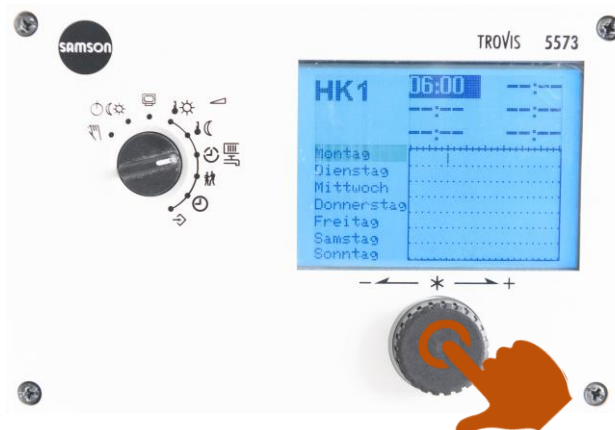 samson
TROVIS 5573
HK1 06:00 --:--
--:-- --:--
--:-- --:--
Montag
Dienstag
Mittwoch
Donnerstag
Freitag
Samstag
Sonntag
- * +